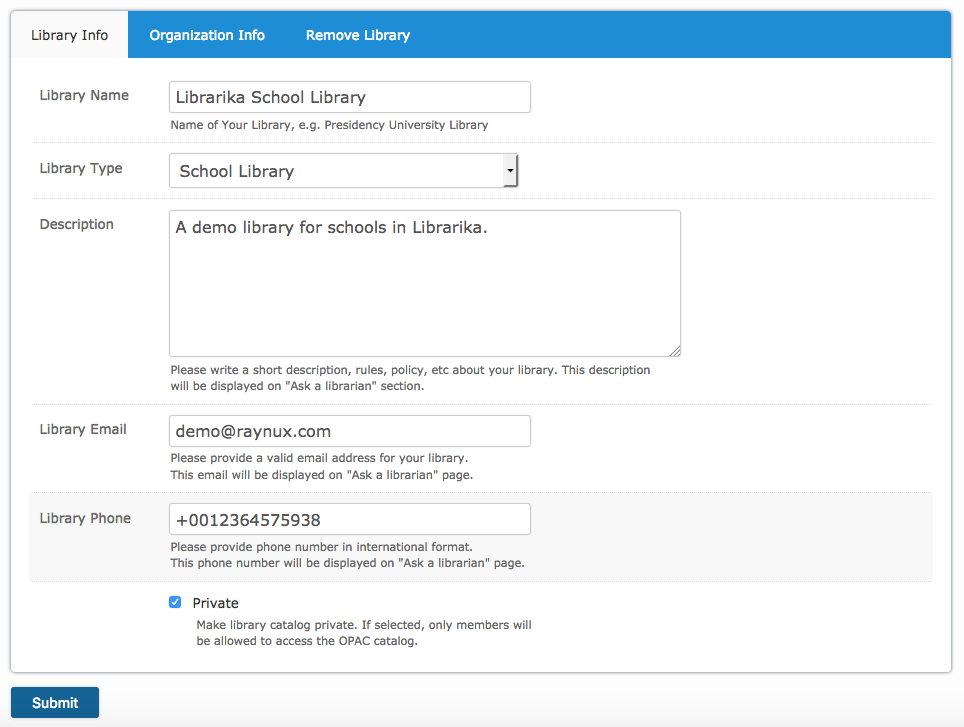 Library Info Organization Info Remove Library
Library Name Librarika School Library
Name of Your Library, e.g. Presidency University Library
Library Type School Library
Description A demo library for schools in Librarika.
Please write a short description, rules, policy, etc about your library. This description
will be displayed on "Ask a librarian" section.
Library Email demo@raynux.com
Please provide a valid email address for your library.
This email will be displayed on "Ask a librarian" page.
Library Phone +0012364575938
Please provide phone number in international format.
This phone number will be displayed on "Ask a librarian" page.
Private
Make library catalog private. If selected, only members will
be allowed to access the OPAC catalog.
Submit